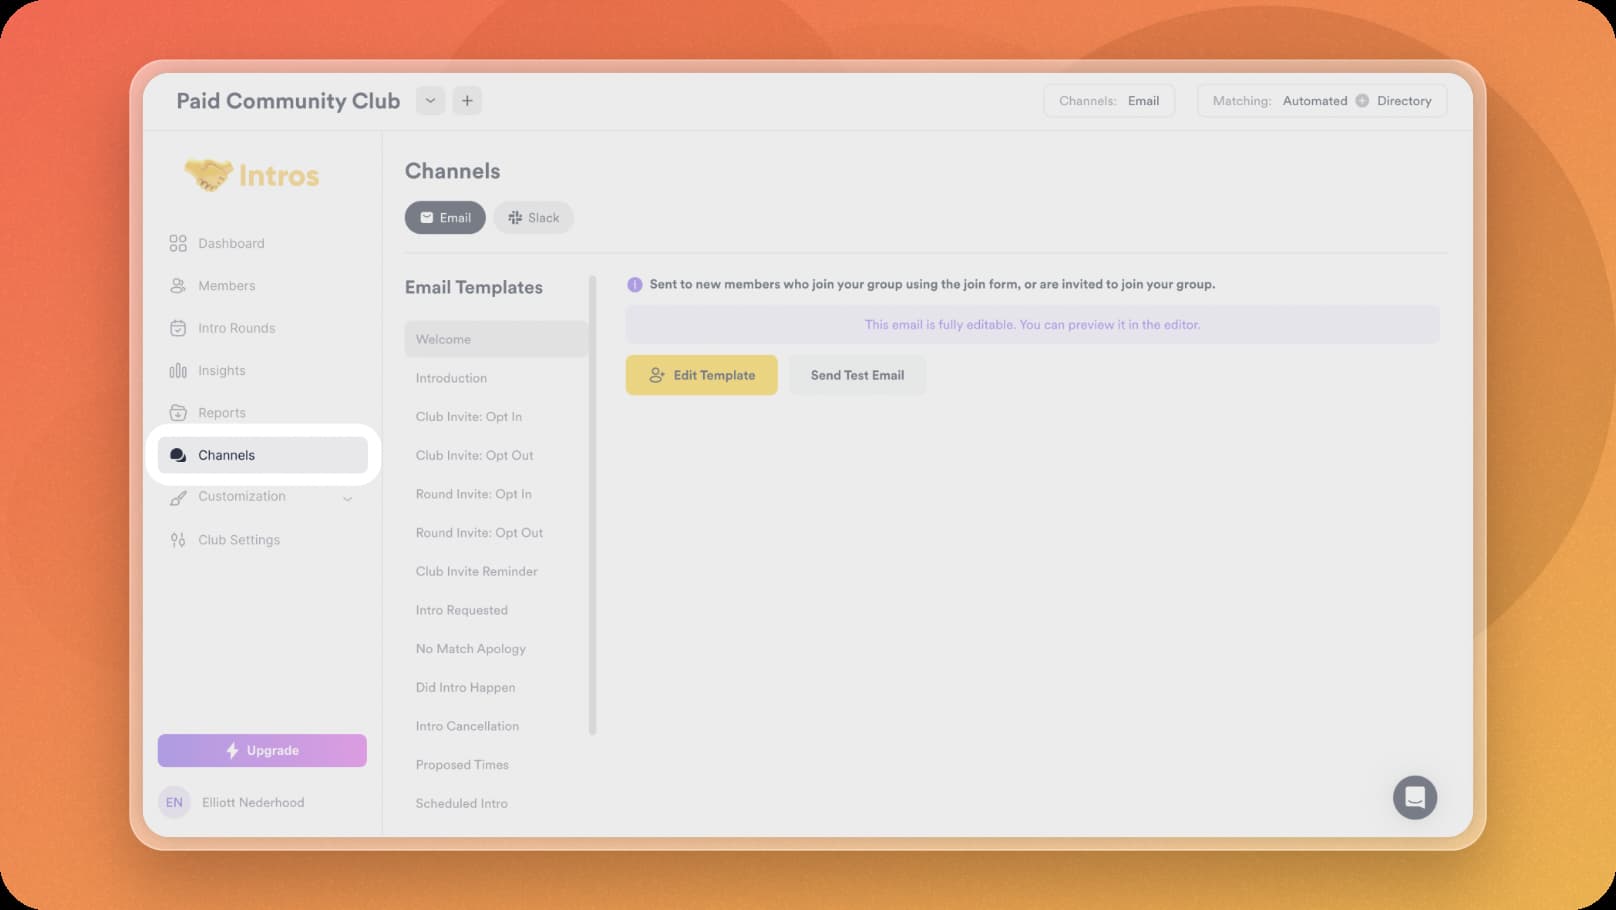 Paid Community Club
Channels: Email
Matching: Automated Directory
Intros
Dashboard
Members
Intro Rounds
Insights
Reports
Channels
Customization
Club Settings
Upgrade
EN Elliott Nederhood
Channels
Email
Slack
Email Templates
Welcome
Introduction
Club Invite: Opt In
Club Invite: Opt Out
Round Invite: Opt In
Round Invite: Opt Out
Club Invite Reminder
Intro Requested
No Match Apology
Did Intro Happen
Intro Cancellation
Proposed Times
Scheduled Intro
Sent to new members who join your group using the join form, or are invited to join your group.
This email is fully editable. You can preview it in the editor.
Edit Template
Send Test Email